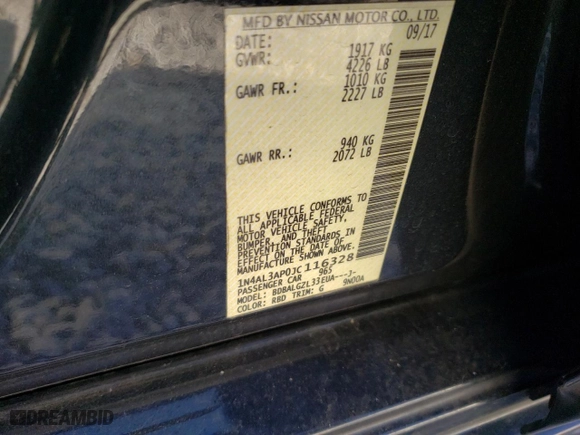 MFD BY NISSAN MOTOR CO., LTD.
DATE: 09/17
GVWR: 1917 KG
4226 LB
GAWR FR.: 1010 KG
2227 LB
GAWR RR.: 940 KG
2072 LB
THIS VEHICLE CONFORMS TO
ALL APPLICABLE FEDERAL
MOTOR VEHICLE SAFETY,
BUMPER, AND THEFT
PREVENTION STANDARDS IN
EFFECT ON THE DATE OF
MANUFACTURE SHOWN ABOVE.
1N4AL3AP0JC116328
PASSENGER CAR 965
MODEL: BDBALGZL33EUA---J-
COLOR: RBD TRIM: G 9N00A
DREAMBID